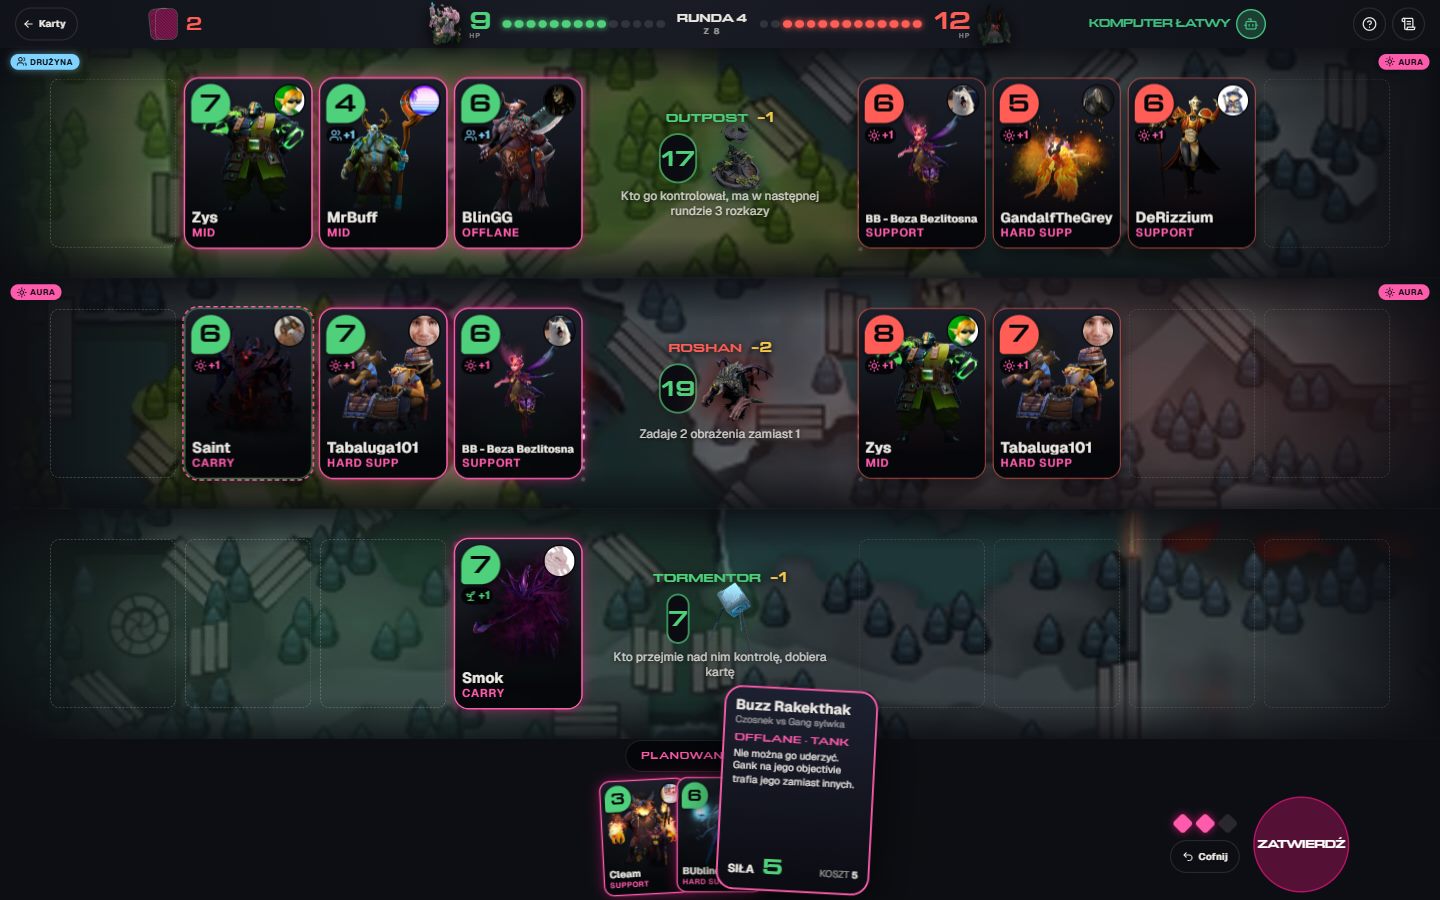 Karty
2
9
HP
RUNDA 4
Z 8
12
HP
KOMPUTER ŁATWY
DRUŻYNA
AURA
7
Zys
MID
4
+1
MrBuff
MID
6
+1
BlinGG
OFFLANE
OUTPOST -1
17
Kto go kontrolował, ma w następnej
rundzie 3 rozkazy
6
+1
BB - Beza Bezlitosna
SUPPORT
5
+1
GandalfTheGrey
HARD SUPP
6
+1
DeRizzium
SUPPORT
AURA
AURA
6
+1
Saint
CARRY
7
+1
Tabaluga101
HARD SUPP
6
+1
BB - Beza Bezlitosna
SUPPORT
ROSHAN -2
19
Zadaje 2 obrażenia zamiast 1
8
+1
Zys
MID
7
+1
Tabaluga101
HARD SUPP
7
+1
Smok
CARRY
TORMENTOR -1
7
Kto przejmie nad nim kontrolę, dobiera
kartę
PLANOWAN
3
Cleam
SUPPORT
6
BUblin
HARD SU
Buzz Rakekthak
Czosnek vs Gang sylwka
OFFLANE · TANK
Nie można go uderzyć.
Gank na jego objectivie
trafia jego zamiast innych.
SIŁA 5
KOSZT 5
Cofnij
ZATWIERDŹ